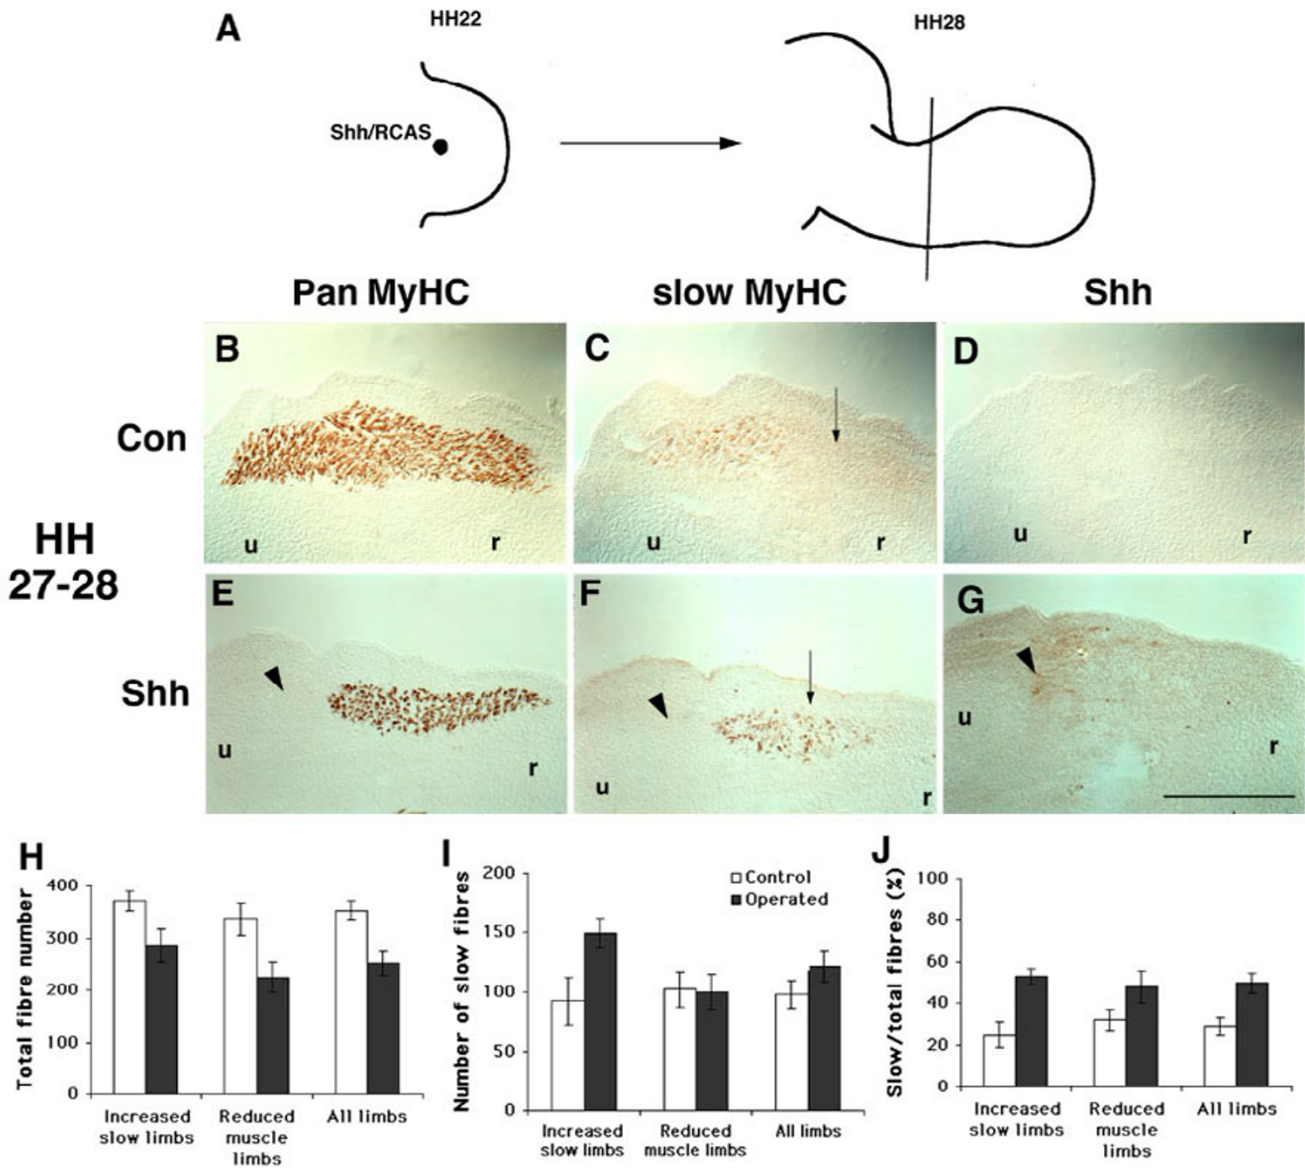 A
HH22
HH28
Shh/RCAS
Pan MyHC
slow MyHC
Shh
Con
HH
27-28
Shh
B
u
r
C
u
r
D
u
r
E
u
r
F
u
r
G
u
r
H
Total fibre number
400
300
200
100
0
Increased
slow limbs
Reduced
muscle
limbs
All limbs
I
Number of slow fibres
200
150
100
50
0
Control
Operated
Increased
slow limbs
Reduced
muscle limbs
All limbs
J
Slow/total fibres (%)
100
80
60
40
20
0
Increased
slow limbs
Reduced
muscle
limbs
All limbs